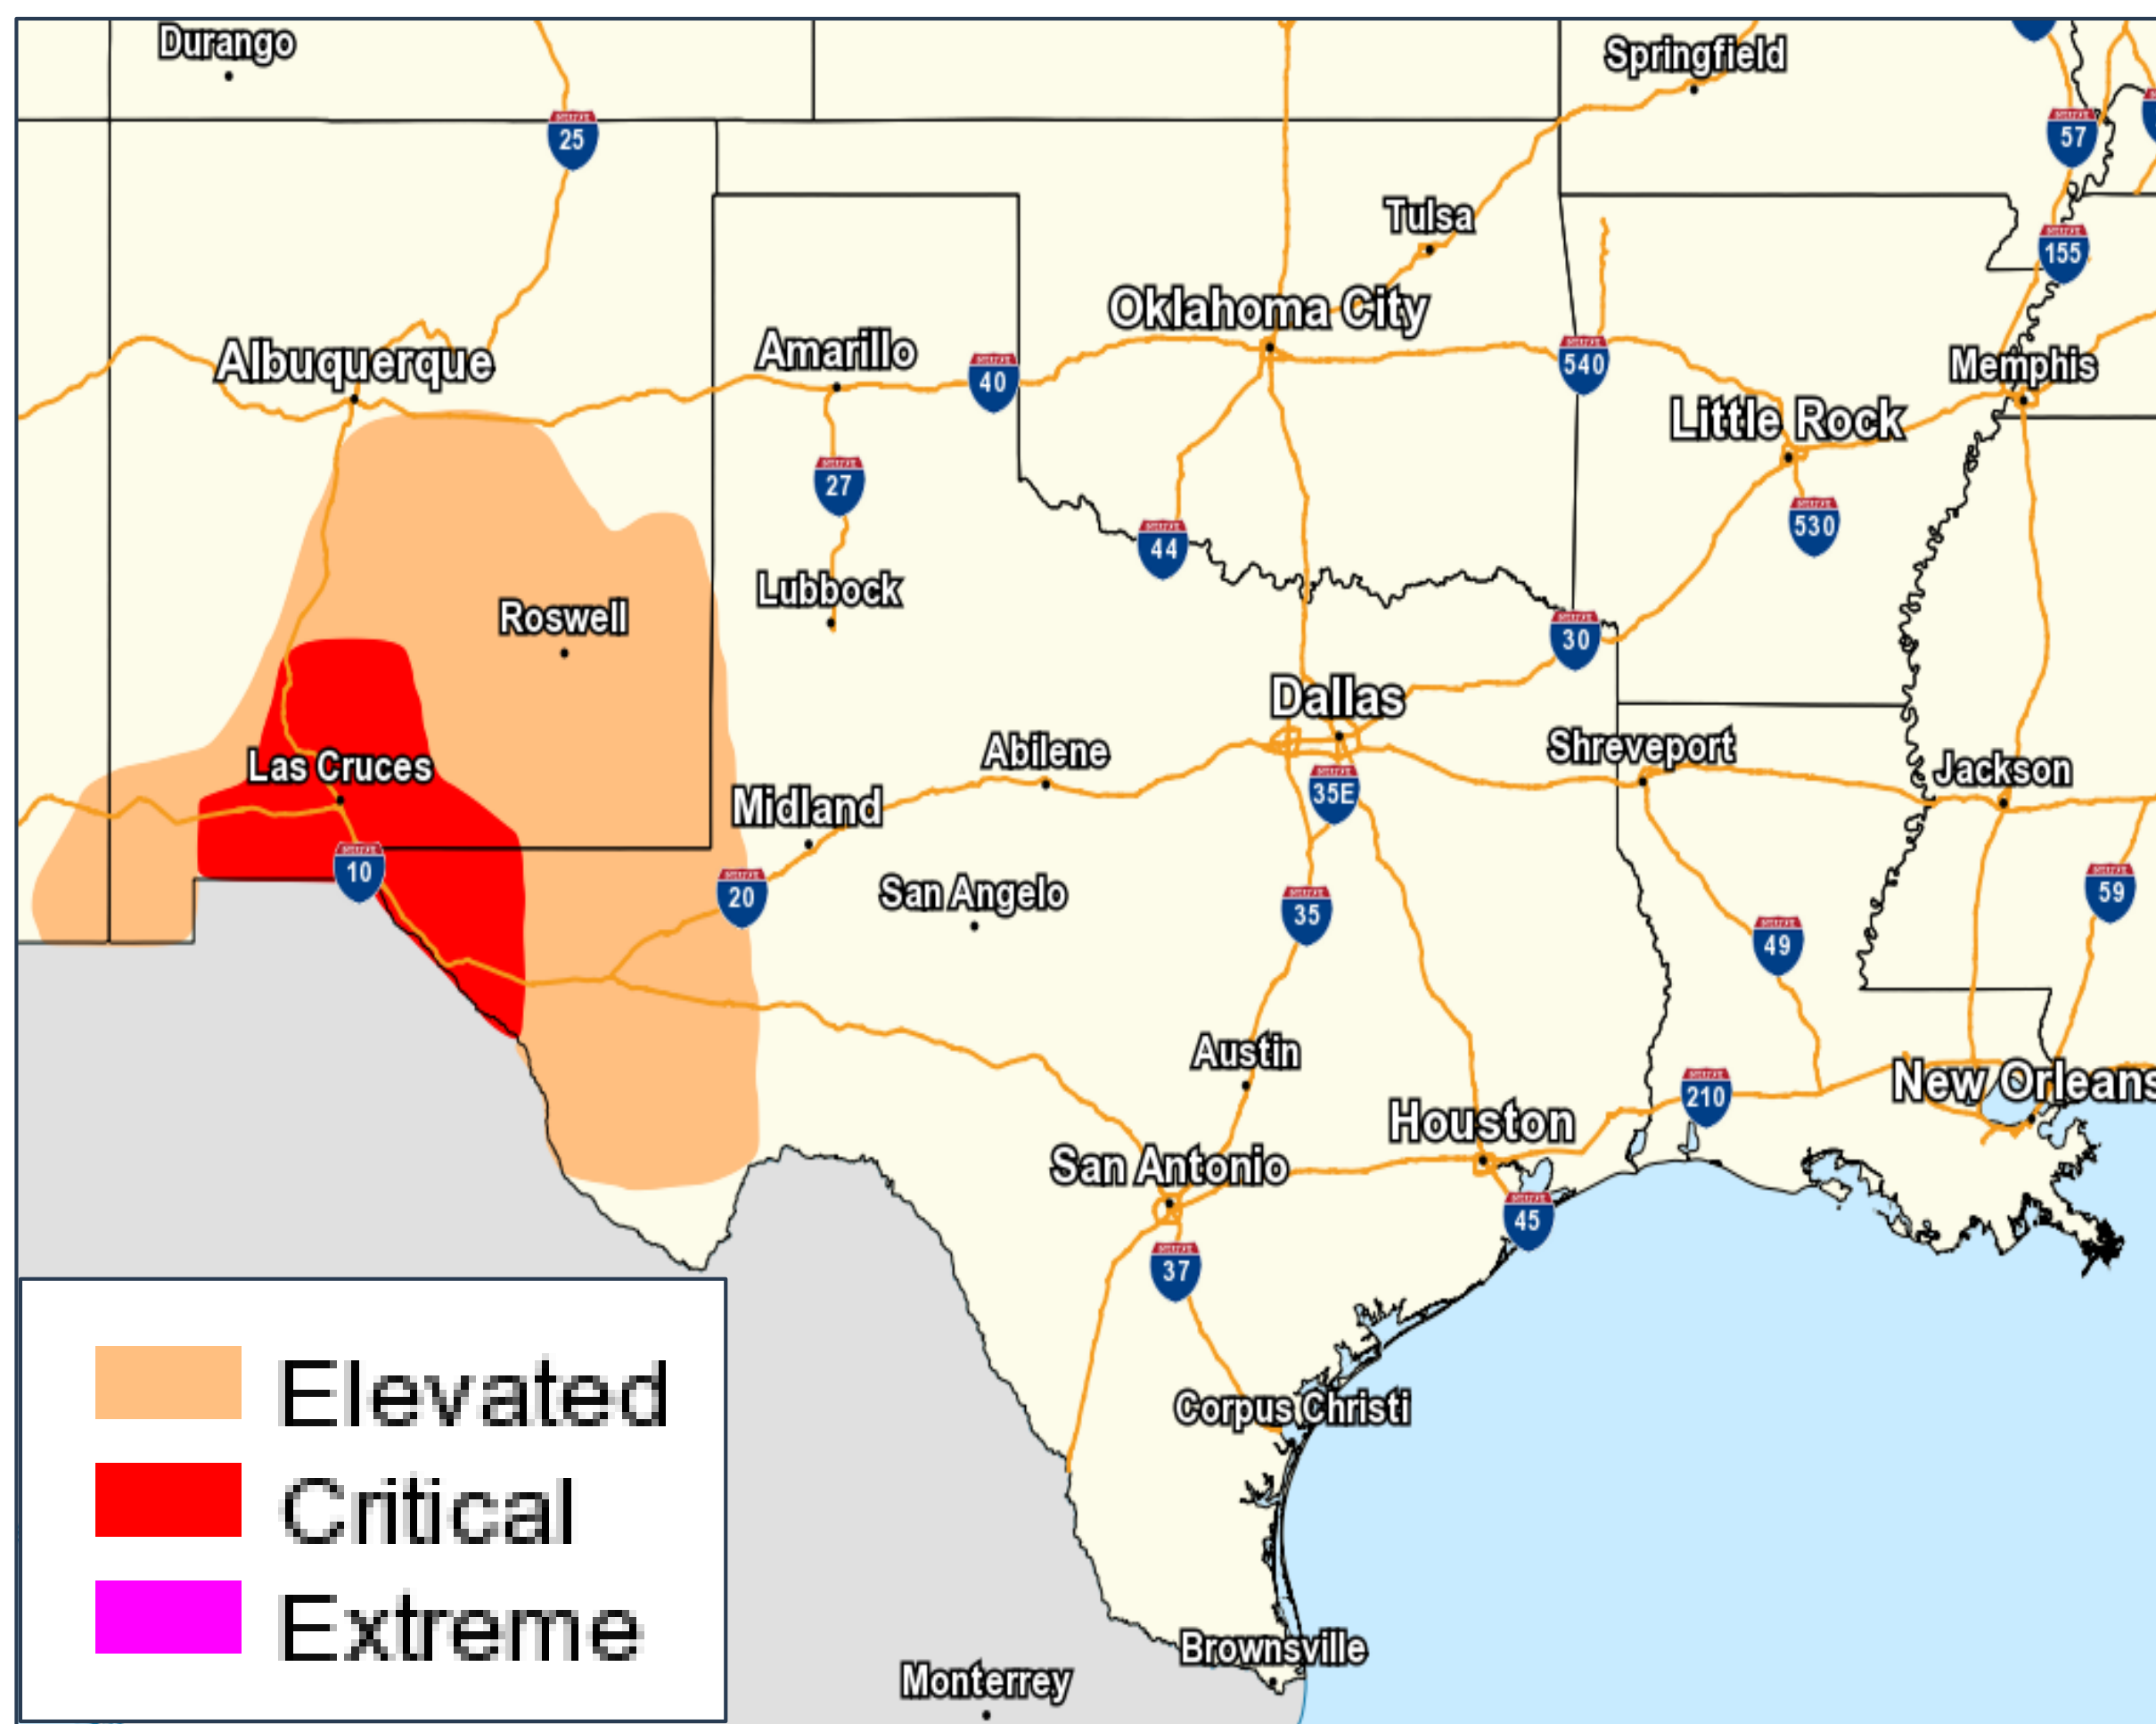 Durango
Springfield
25
57
155
Tulsa
Oklahoma City
Albuquerque
Amarillo
40
540
Memphis
Little Rock
27
530
44
Lubbock
Roswell
30
Dallas
Shreveport
Las Cruces
Abilene
Jackson
35E
Midland
10
20
San Angelo
35
59
49
Austin
210
New Orleans
Houston
San Antonio
45
37
Elevated
Corpus Christi
Critical
Extreme
Brownsville
Monterrey